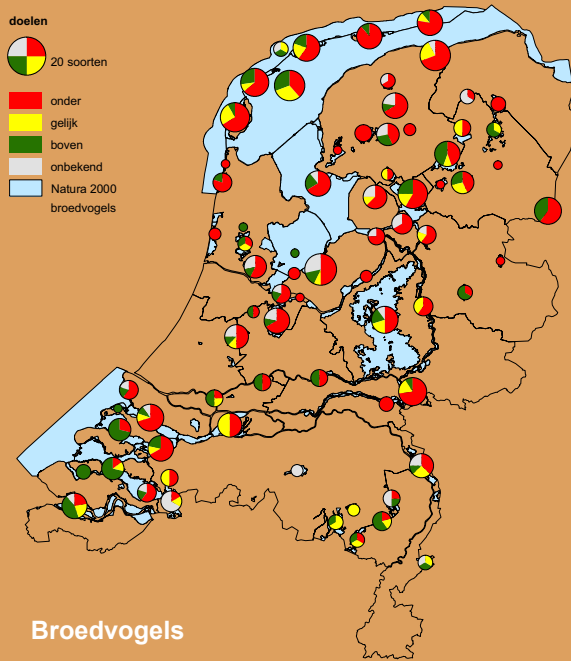 doelen
20 soorten
onder
gelijk
boven
onbekend
Natura 2000
broedvogels
Broedvogels